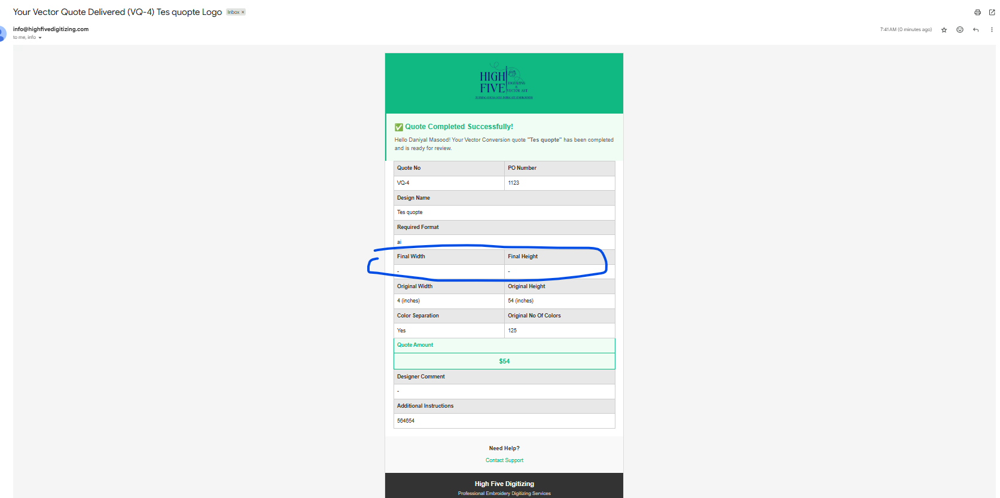 Your Vector Quote Delivered (VQ-4) Tes quopte Logo Inbox ×
info@highfivedigitizing.com 7:41 AM (0 minutes ago)
to me, info
HIGH
FIVE
DIGITIZING
&
VECTOR ART
✅ Quote Completed Successfully!
Hello Daniyal Masood! Your Vector Conversion quote "Tes quopte" has been completed
and is ready for review.
Quote No PO Number
VQ-4 1123
Design Name
Tes quopte
Required Format
ai
Final Width Final Height
- -
Original Width Original Height
4 (inches) 54 (inches)
Color Separation Original No Of Colors
Yes 125
Quote Amount
$54
Designer Comment
-
Additional Instructions
564654
Need Help?
Contact Support
High Five Digitizing
Professional Embroidery Digitizing Services